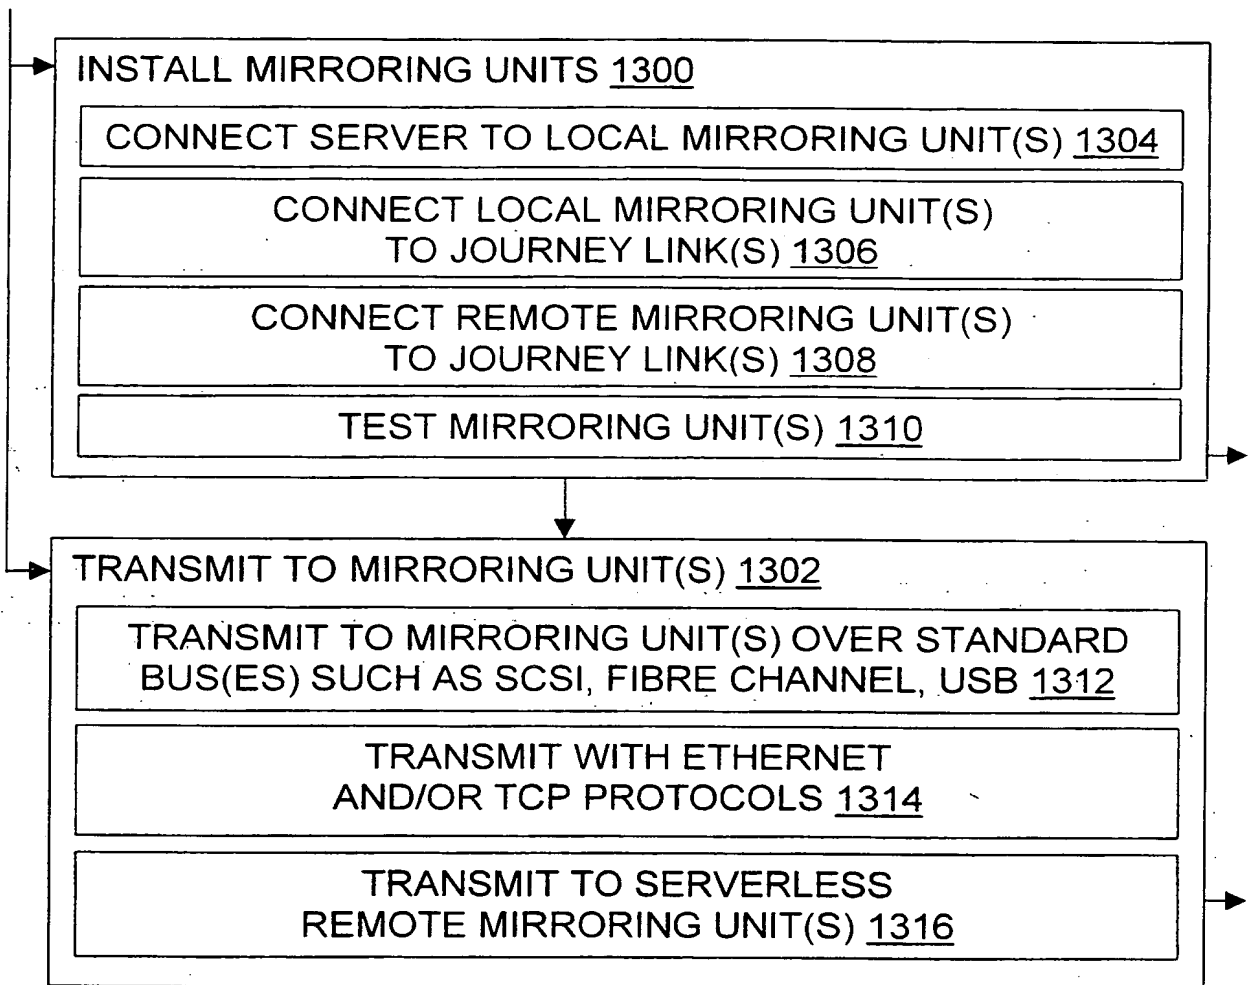 INSTALL MIRRORING UNITS 1300
CONNECT SERVER TO LOCAL MIRRORING UNIT(S) 1304
CONNECT LOCAL MIRRORING UNIT(S)
TO JOURNEY LINK(S) 1306
CONNECT REMOTE MIRRORING UNIT(S)
TO JOURNEY LINK(S) 1308
TEST MIRRORING UNIT(S) 1310
TRANSMIT TO MIRRORING UNIT(S) 1302
TRANSMIT TO MIRRORING UNIT(S) OVER STANDARD
BUS(ES) SUCH AS SCSI, FIBRE CHANNEL, USB 1312
TRANSMIT WITH ETHERNET
AND/OR TCP PROTOCOLS 1314
TRANSMIT TO SERVERLESS
REMOTE MIRRORING UNIT(S) 1316